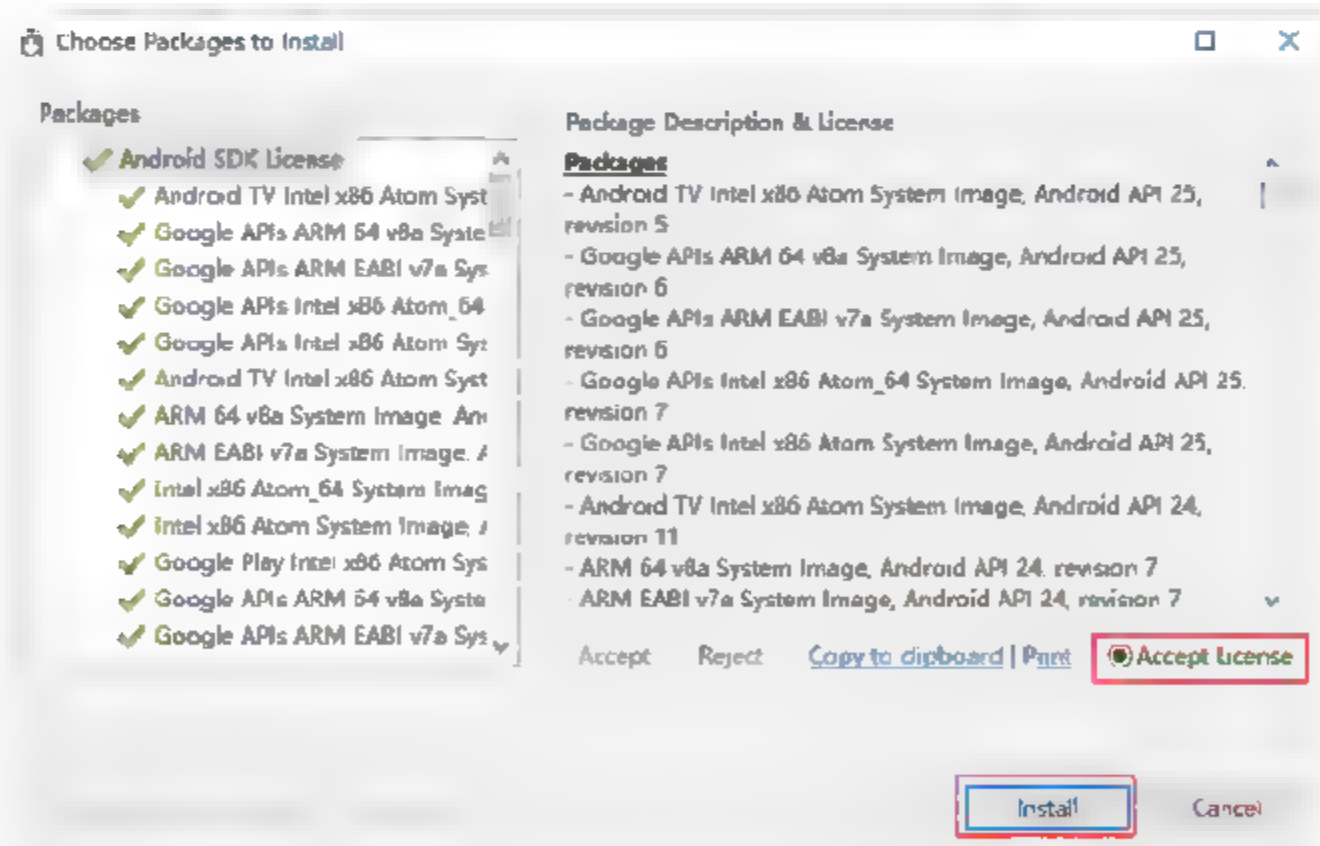 Choose Packages to Install
Packages
Android SDK License
Android TV Intel x86 Atom Syst
Google APIs ARM 64 v8a Syste
Google APIs ARM EABI v7a Sys
Google APIs Intel x86 Atom_64
Google APIs Intel x86 Atom Sys
Android TV Intel x86 Atom Syst
ARM 64 v8a System Image, An
ARM EABI v7a System Image, A
Intel x86 Atom_64 System Imag
Intel x86 Atom System Image, A
Google Play Intel x86 Atom Sys
Google APIs ARM 64 v8a Syste
Google APIs ARM EABI v7a Sys
Package Description & License
Packages
- Android TV Intel x86 Atom System Image, Android API 25,
revision 5
- Google APIs ARM 64 v8a System Image, Android API 25,
revision 6
- Google APIs ARM EABI v7a System Image, Android API 25,
revision 6
- Google APIs Intel x86 Atom_64 System Image, Android API 25,
revision 7
- Google APIs Intel x86 Atom System Image, Android API 25,
revision 7
- Android TV Intel x86 Atom System Image, Android API 24,
revision 11
- ARM 64 v8a System Image, Android API 24, revision 7
- ARM EABI v7a System Image, Android API 24, revision 7
Accept Reject Copy to clipboard | Print Accept License
Install Cancel